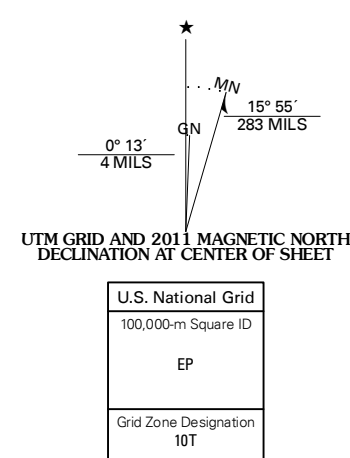 ★
MN
15° 55´
283 MILS
GN
0° 13´
4 MILS
UTM GRID AND 2011 MAGNETIC NORTH
DECLINATION AT CENTER OF SHEET
U.S. National Grid
100,000-m Square ID
EP
Grid Zone Designation
10T